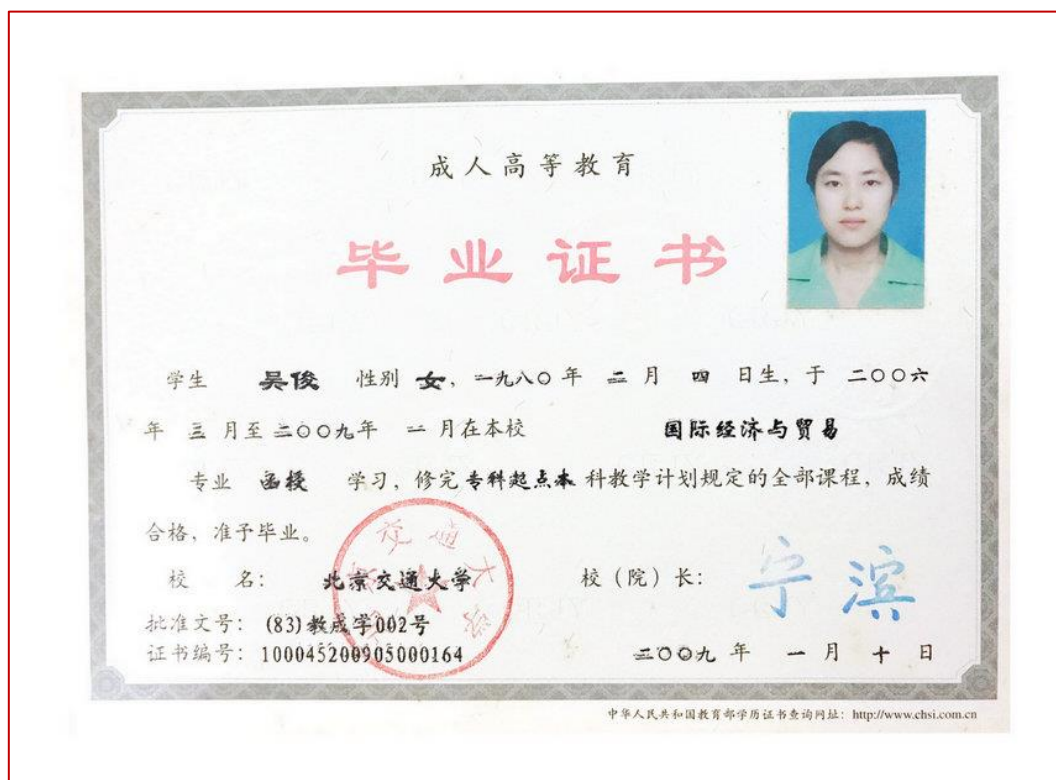 成人高等教育
毕业证书
学生 吴俊 性别 女，一九八〇年 二 月 四 日生，于 二〇〇六
年 三 月至 二〇〇九年 一 月在本校 国际经济与贸易
专业 函授 学习，修完 专科起点本 科教学计划规定的全部课程，成绩
合格，准予毕业。
校 名： 北京交通大学 校（院）长： 宁滨
批准文号： (83)教成学002号
证书编号： 100045200905000164 二〇〇九 年 一 月 十 日
中华人民共和国教育部学历证书查询网址：http://www.chsi.com.cn